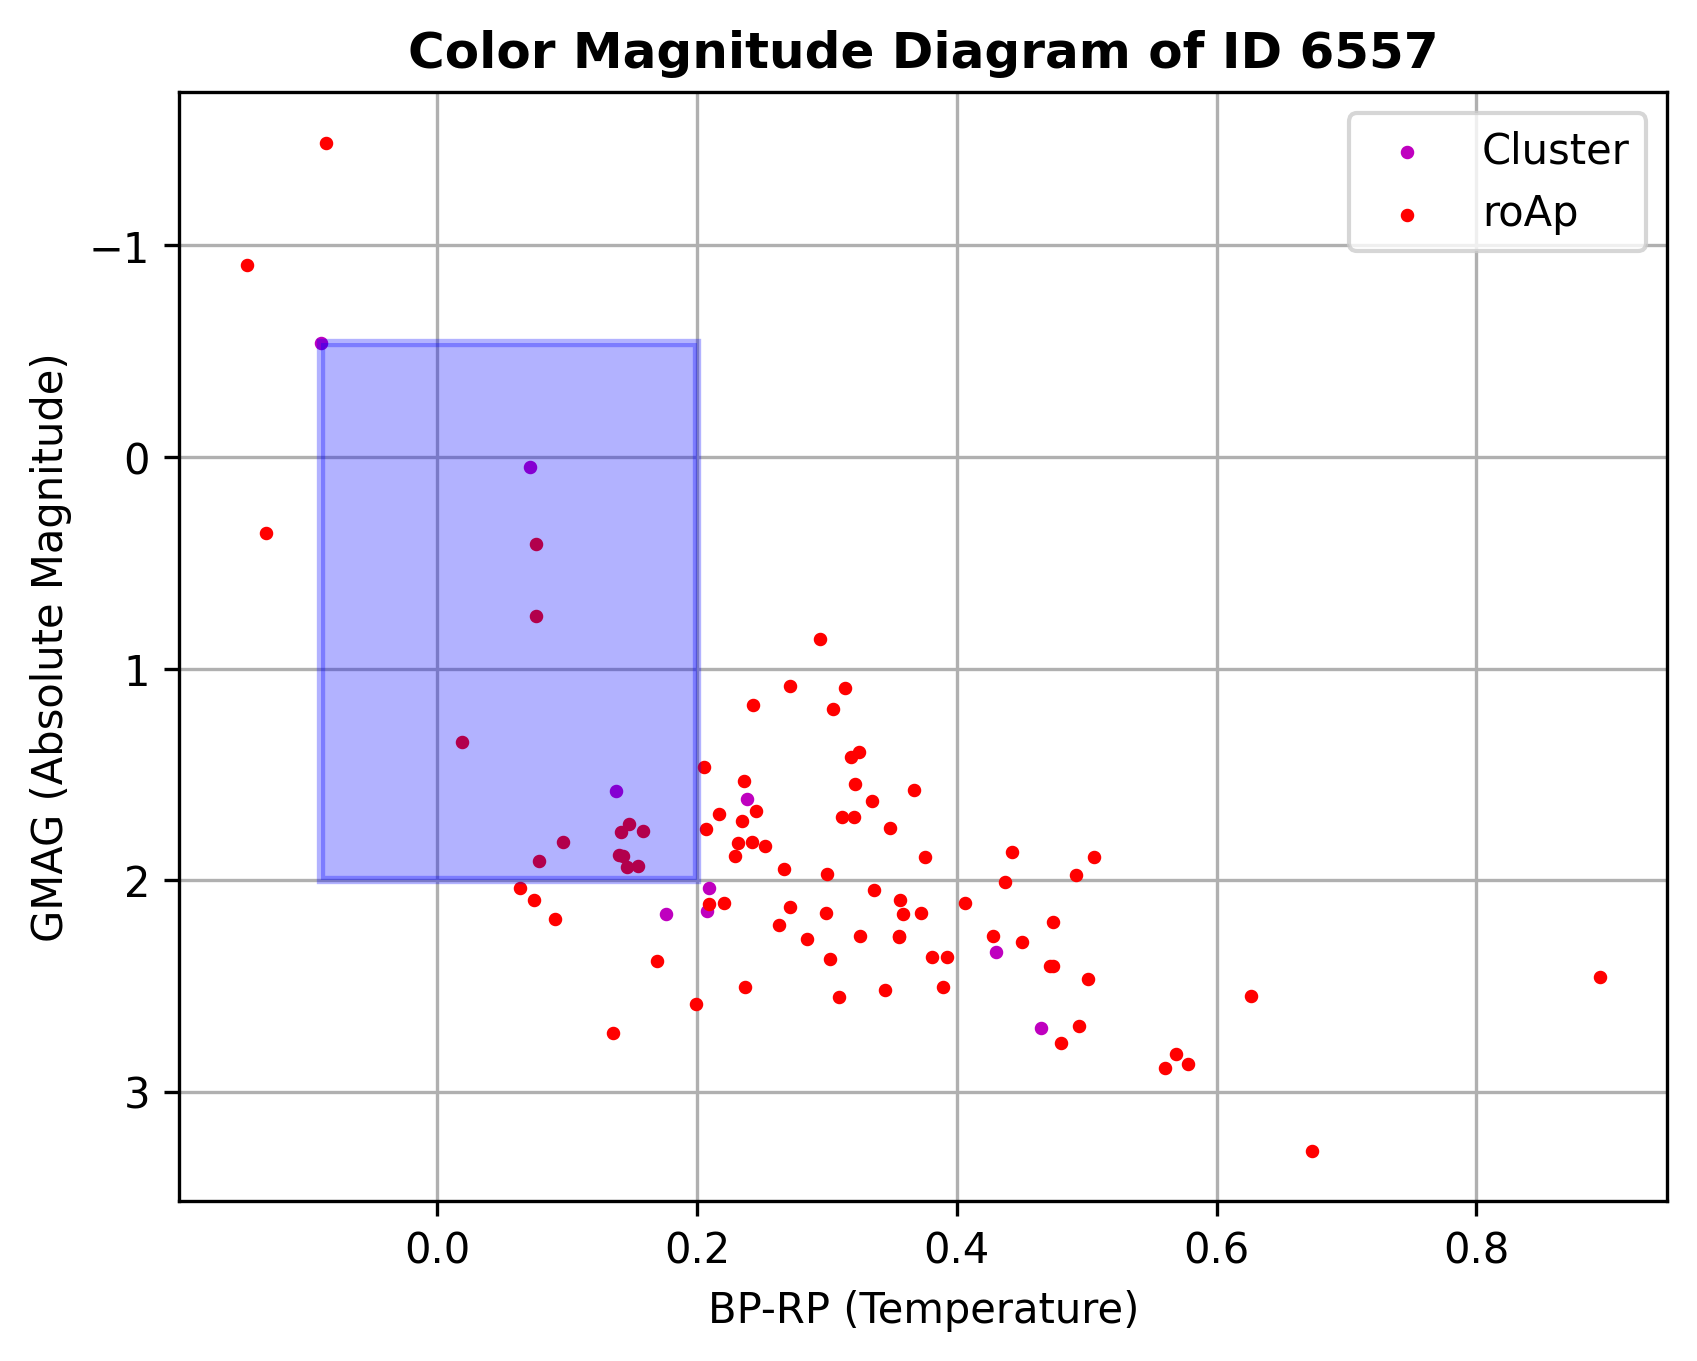 Color Magnitude Diagram of ID 6557
Cluster
roAp
−1
0
1
2
3
GMAG (Absolute Magnitude)
0.0 0.2 0.4 0.6 0.8
BP-RP (Temperature)